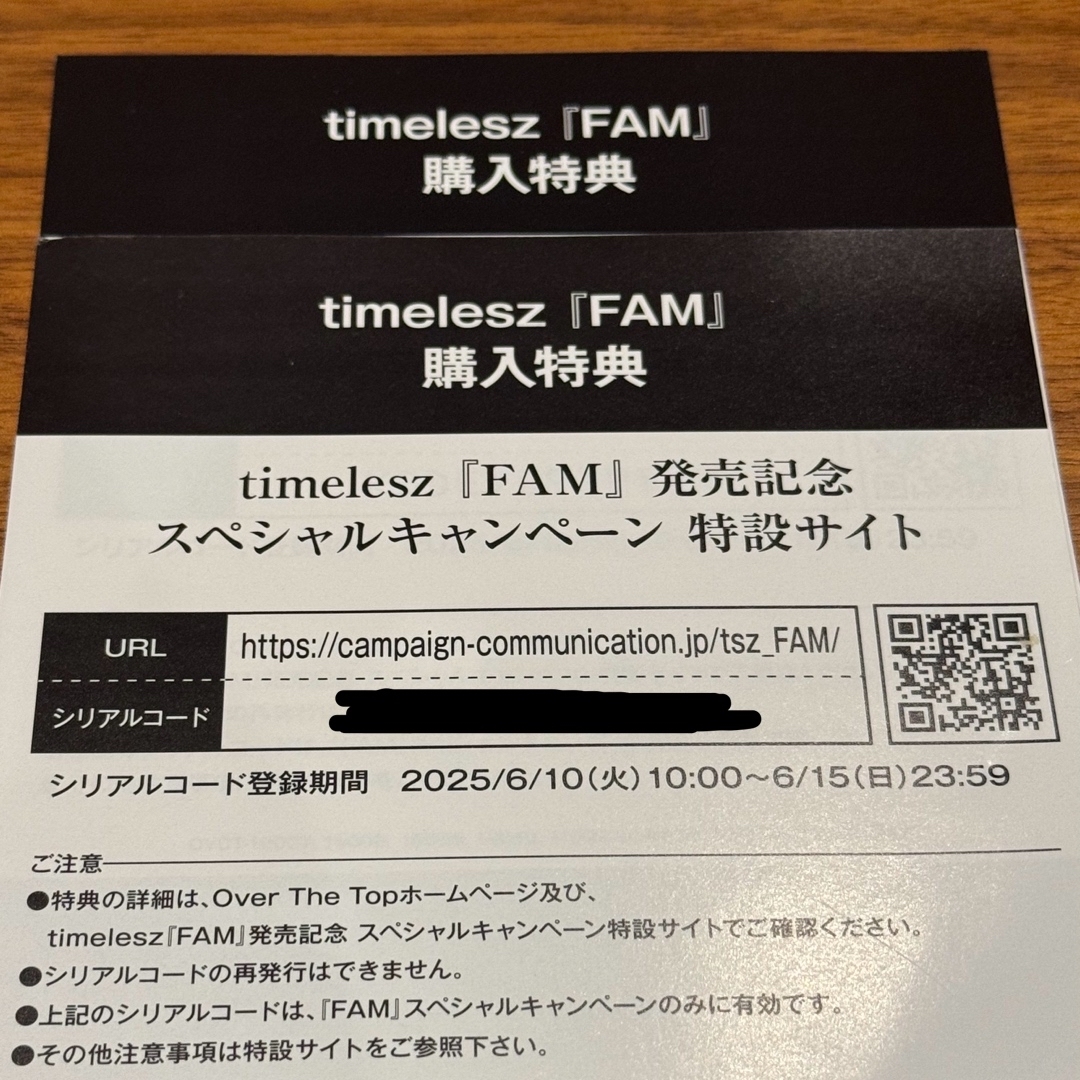 timelesz『FAM』
購入特典
timelesz『FAM』
購入特典
timelesz『FAM』発売記念
スペシャルキャンペーン 特設サイト
URL
https://campaign-communication.jp/tsz_FAM/
シリアルコード
シリアルコード登録期間 2025/6/10(火)10:00〜6/15(日)23:59
ご注意
●特典の詳細は、Over The Topホームページ及び、
timelesz『FAM』発売記念 スペシャルキャンペーン特設サイトでご確認ください。
●シリアルコードの再発行はできません。
●上記のシリアルコードは、『FAM』スペシャルキャンペーンのみに有効です。
●その他注意事項は特設サイトをご参照下さい。